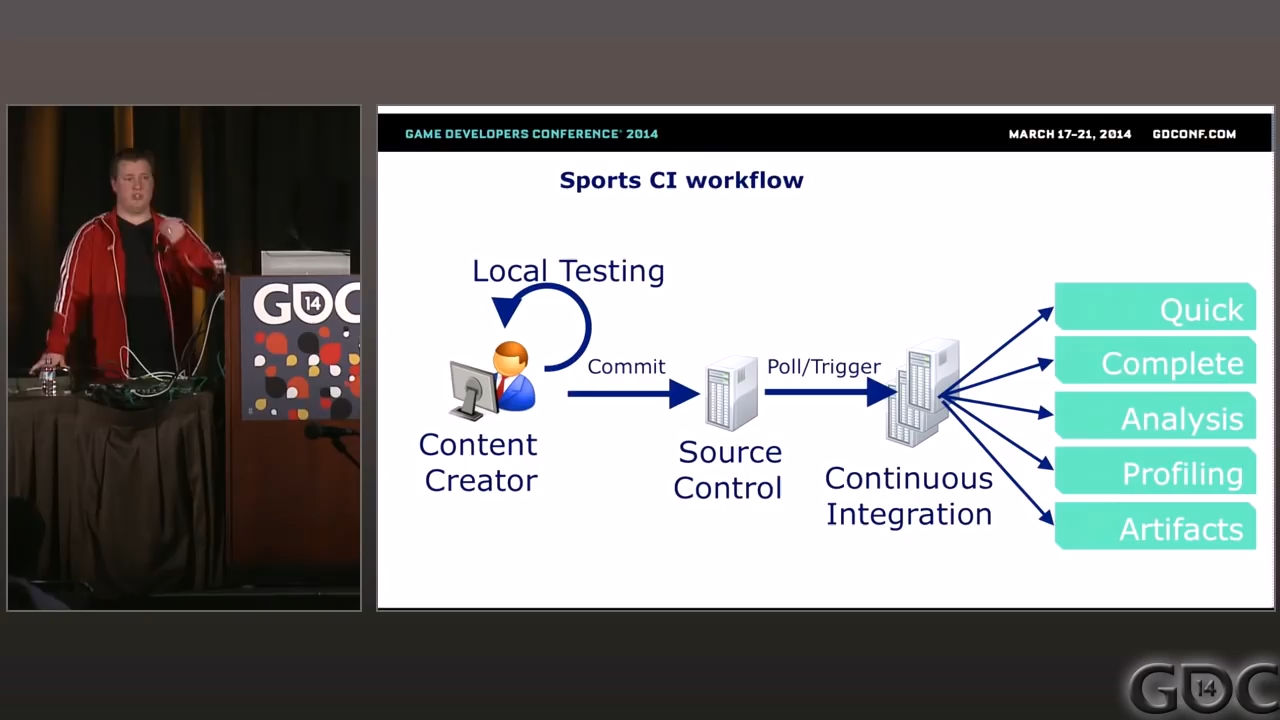 GAME DEVELOPERS CONFERENCE® 2014
MARCH 17-21, 2014 GDCONF.COM
Sports CI workflow
Local Testing
Commit
Poll/Trigger
Content
Creator
Source
Control
Continuous
Integration
Quick
Complete
Analysis
Profiling
Artifacts
GDC
14
GDC
14